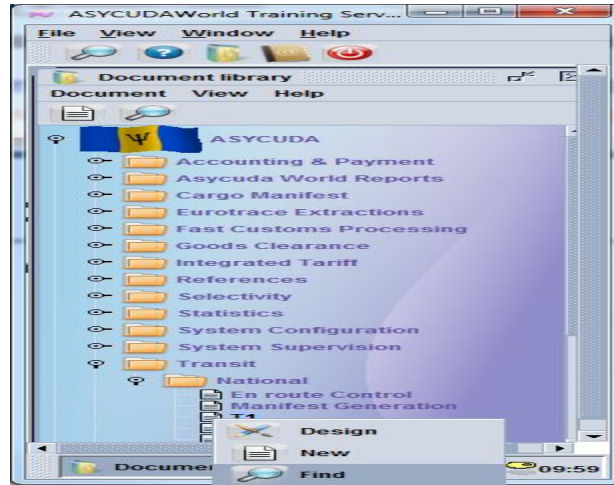 ASYCUDAWorld Training Serv...
File View Window Help
Document library
Document View Help
ASYCUDA
Accounting & Payment
Asycuda World Reports
Cargo Manifest
Eurotrace Extractions
Fast Customs Processing
Goods Clearance
Integrated Tariff
References
Selectivity
Statistics
System Configuration
System Supervision
Transit
National
En route Control
Manifest Generation
T1
Design
New
Find
Docume
09:59